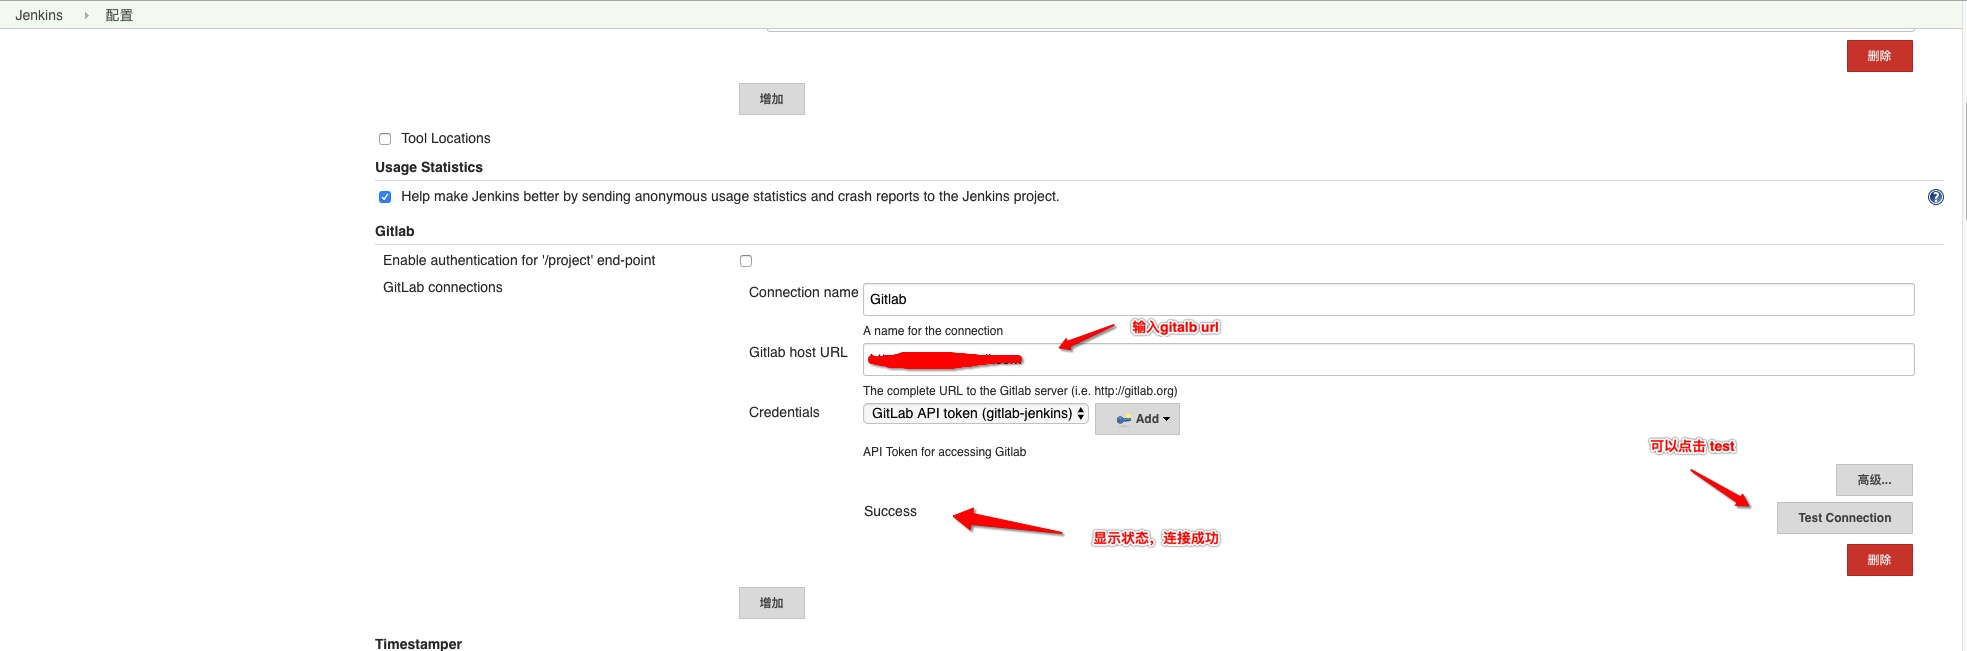 Jenkins 配置
删除
增加
Tool Locations
Usage Statistics
Help make Jenkins better by sending anonymous usage statistics and crash reports to the Jenkins project.
Gitlab
Enable authentication for '/project' end-point
GitLab connections
Connection name Gitlab
A name for the connection
输入gitalb url
Gitlab host URL
The complete URL to the Gitlab server (i.e. http://gitlab.org)
Credentials GitLab API token (gitlab-jenkins) Add
API Token for accessing Gitlab
可以点击 test
高级...
Success
Test Connection
显示状态，连接成功
删除
增加
Timestamper